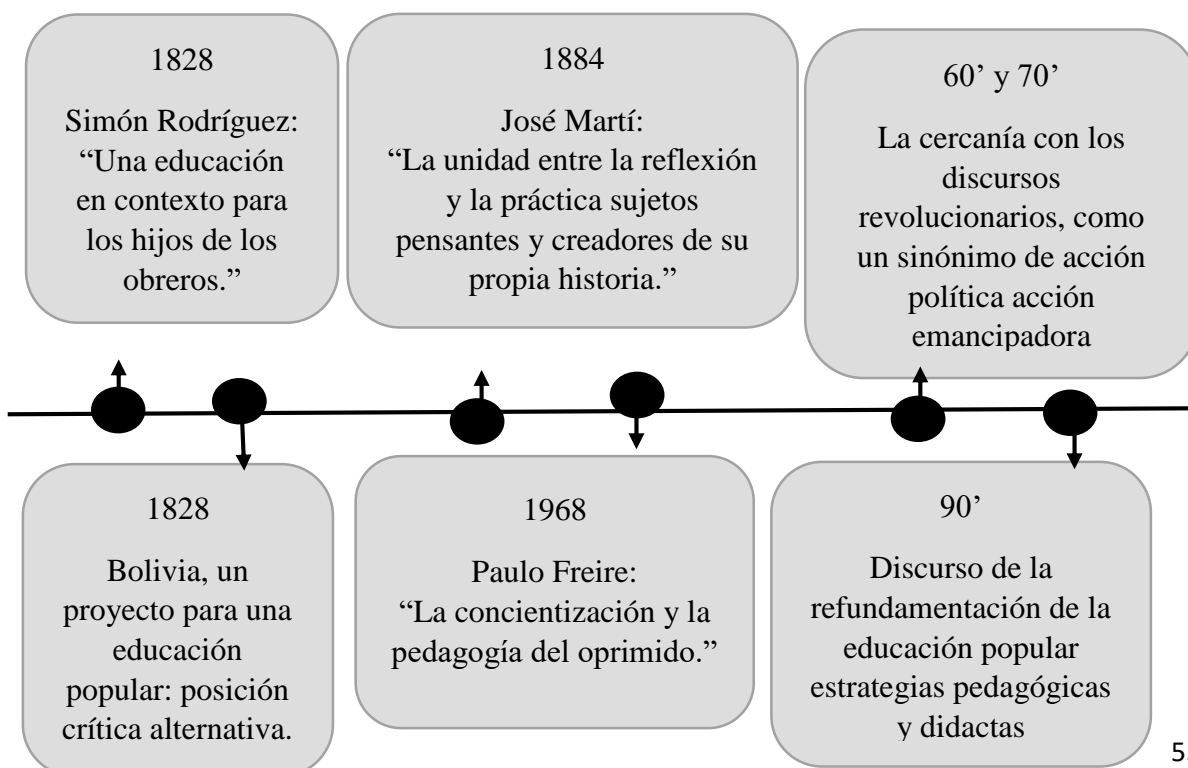 1828
Simón Rodríguez:
“Una educación
en contexto para
los hijos de los
obreros.”
1884
José Martí:
“La unidad entre la reflexión
y la práctica sujetos
pensantes y creadores de su
propia historia.”
60’ y 70’
La cercanía con los
discursos
revolucionarios, como
un sinónimo de acción
política acción
emancipadora
1828
Bolivia, un
proyecto para una
educación
popular: posición
crítica alternativa.
1968
Paulo Freire:
“La concientización y la
pedagogía del oprimido.”
90’
Discurso de la
refundamentación de la
educación popular
estrategias pedagógicas
y didactas